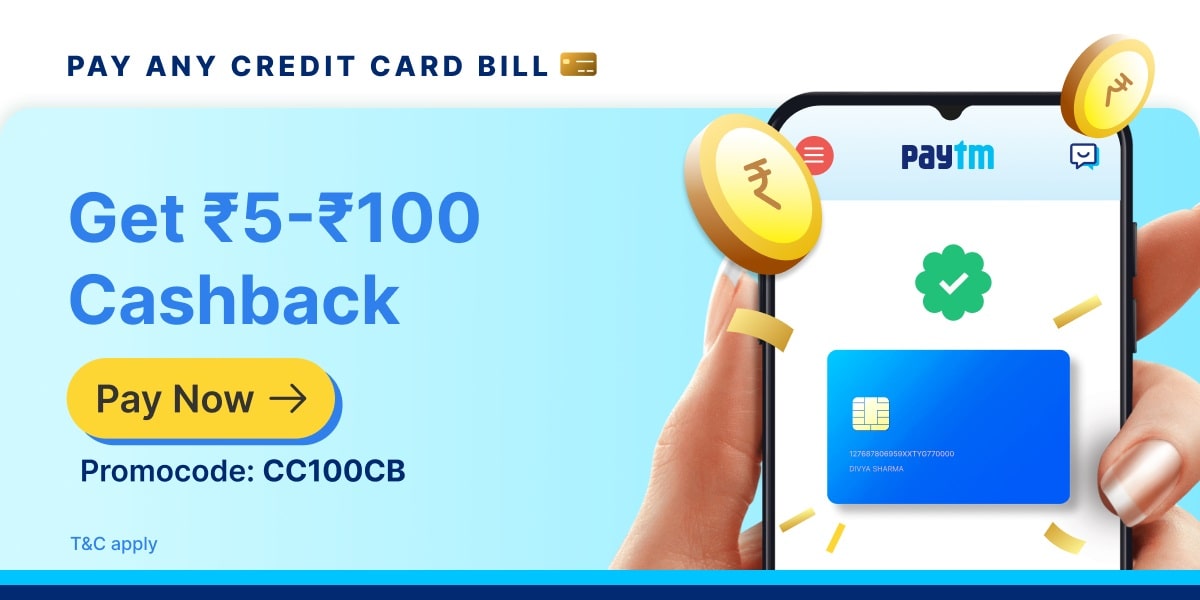 PAY ANY CREDIT CARD BILL
Get ₹5-₹100
Cashback
Pay Now →
Promocode: CC100CB
T&C apply
₹
₹
paytm
127687806959XXTYG770000
DIVYA SHARMA